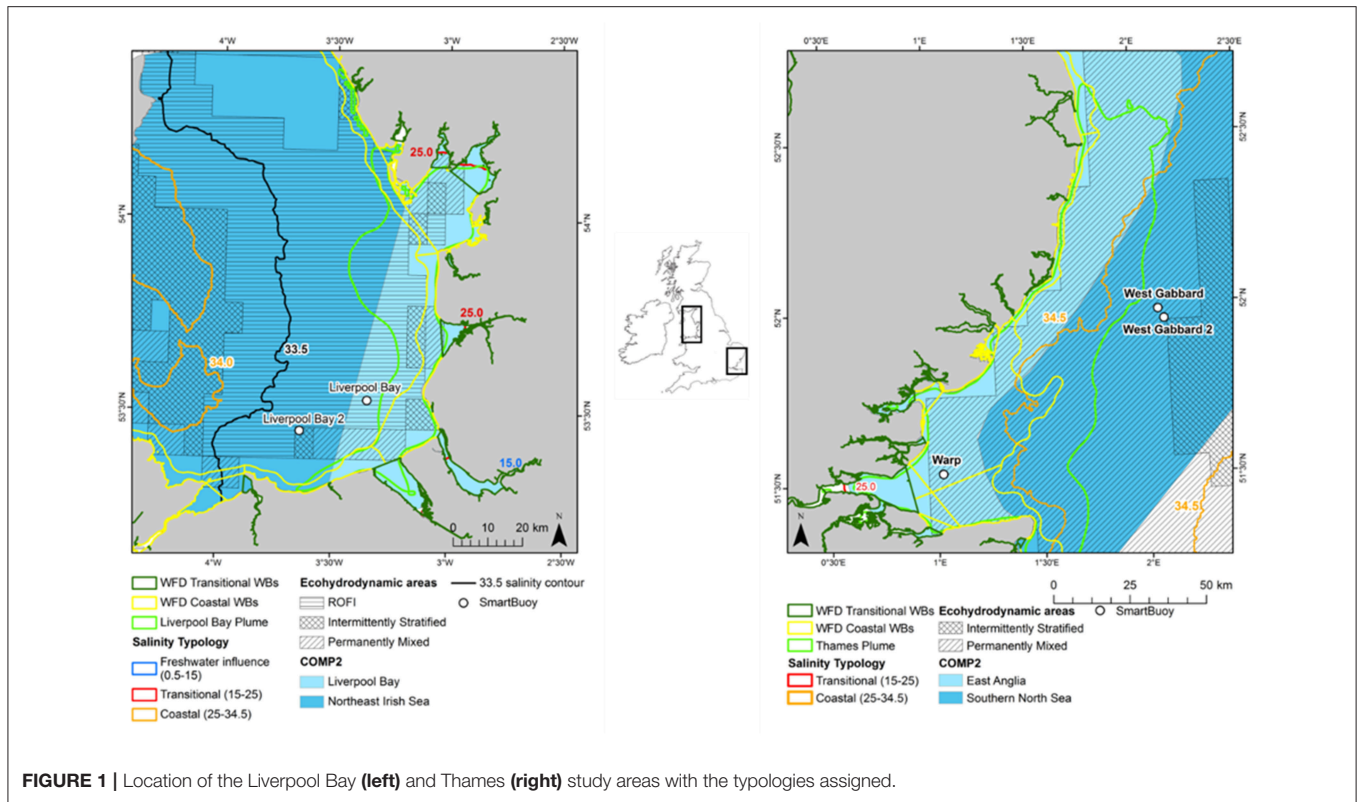 4°W 3°30'W 3°W
54°N
53°30'N
54°N
53°30'N
25.0
25.0
33.5
34.0
Liverpool Bay
Liverpool Bay 2
15.0
0 10 20 km
N
4°W 3°30'W 3°W 2°30'W
WFD Transitional WBs
WFD Coastal WBs
Liverpool Bay Plume
Salinity Typology
Freshwater influence
(0.5-15)
Transitional (15-25)
Coastal (25-34.5)
Ecohydrodynamic areas
ROFI
Intermittently Stratified
Permanently Mixed
COMP2
Liverpool Bay
Northeast Irish Sea
33.5 salinity contour
SmartBuoy
0°30'E 1°E 1°30'E 2°E 2°30'E
52°30'N
52°N
51°30'N
52°30'N
52°N
51°30'N
West Gabbard
34.5
West Gabbard 2
Warp
25.0
34.5
N
0°30'E 1°E 1°30'E 2°E
0 25 50 km
WFD Transitional WBs
WFD Coastal WBs
Thames Plume
Salinity Typology
Transitional (15-25)
Coastal (25-34.5)
Ecohydrodynamic areas
Intermittently Stratified
Permanently Mixed
COMP2
East Anglia
Southern North Sea
SmartBuoy
FIGURE 1 | Location of the Liverpool Bay (left) and Thames (right) study areas with the typologies assigned.